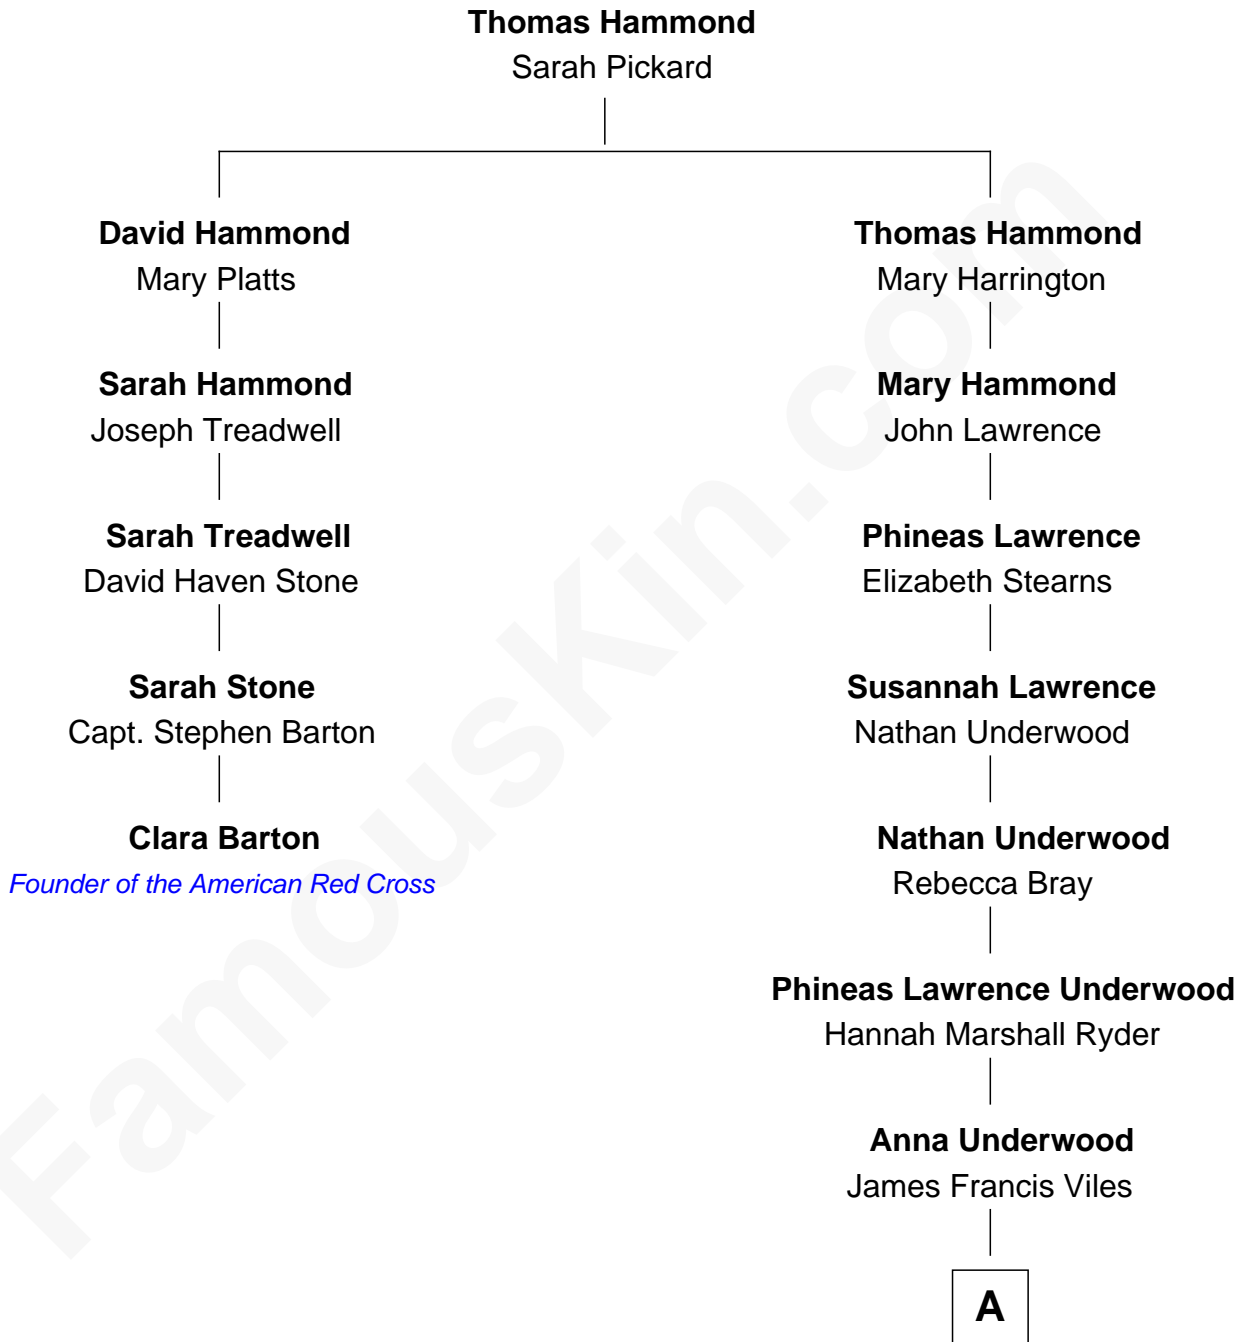 Thomas Hammond
Sarah Pickard
David Hammond
Mary Platts
Sarah Hammond
Joseph Treadwell
Sarah Treadwell
David Haven Stone
Sarah Stone
Capt. Stephen Barton
Clara Barton
Founder of the American Red Cross
Thomas Hammond
Mary Harrington
Mary Hammond
John Lawrence
Phineas Lawrence
Elizabeth Stearns
Susannah Lawrence
Nathan Underwood
Nathan Underwood
Rebecca Bray
Phineas Lawrence Underwood
Hannah Marshall Ryder
Anna Underwood
James Francis Viles
A
FamousKin.com